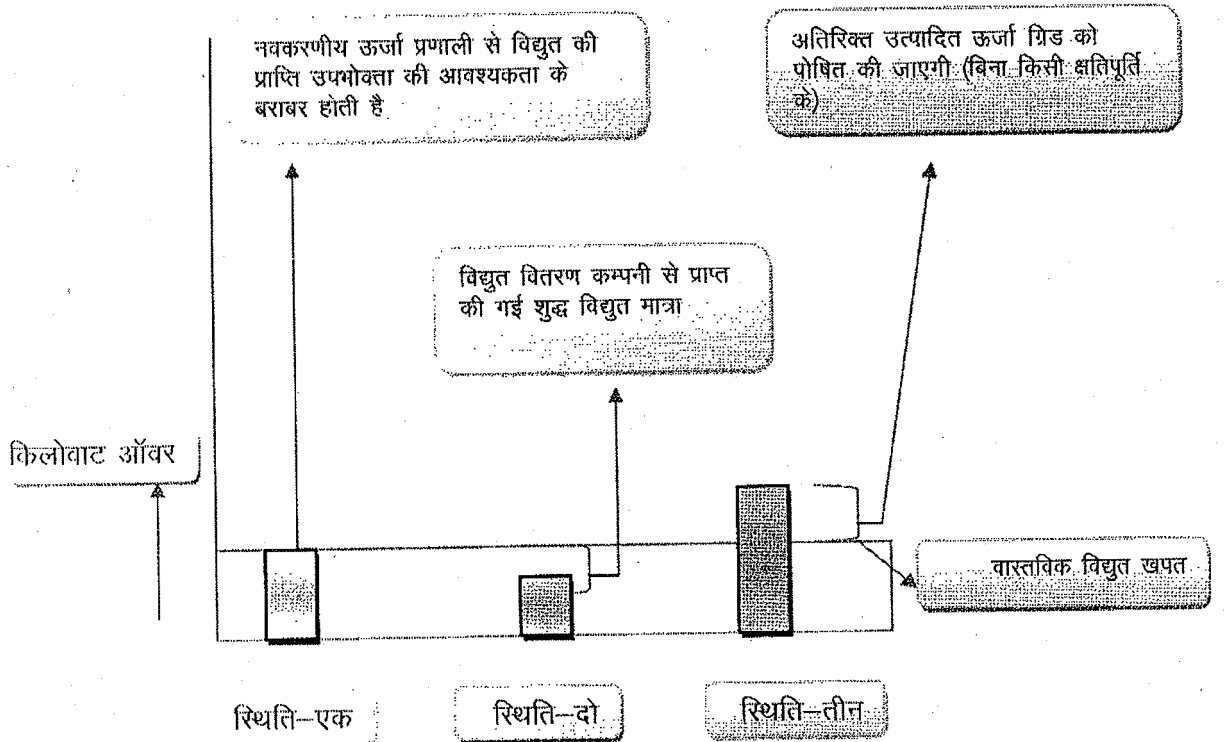 नवकरणीय ऊर्जा प्रणाली से विद्युत की
प्राप्ति उपभोक्ता की आवश्यकता के
बराबर होती है
अतिरिक्त उत्पादित ऊर्जा ग्रिड को
पोषित की जाएगी (बिना किसी क्षतिपूर्ति
के)
विद्युत वितरण कम्पनी से प्राप्त
की गई शुद्ध विद्युत मात्रा
किलोवाट ऑवर
वास्तविक विद्युत खपत
स्थिति–एक
स्थिति–दो
स्थिति–तीन